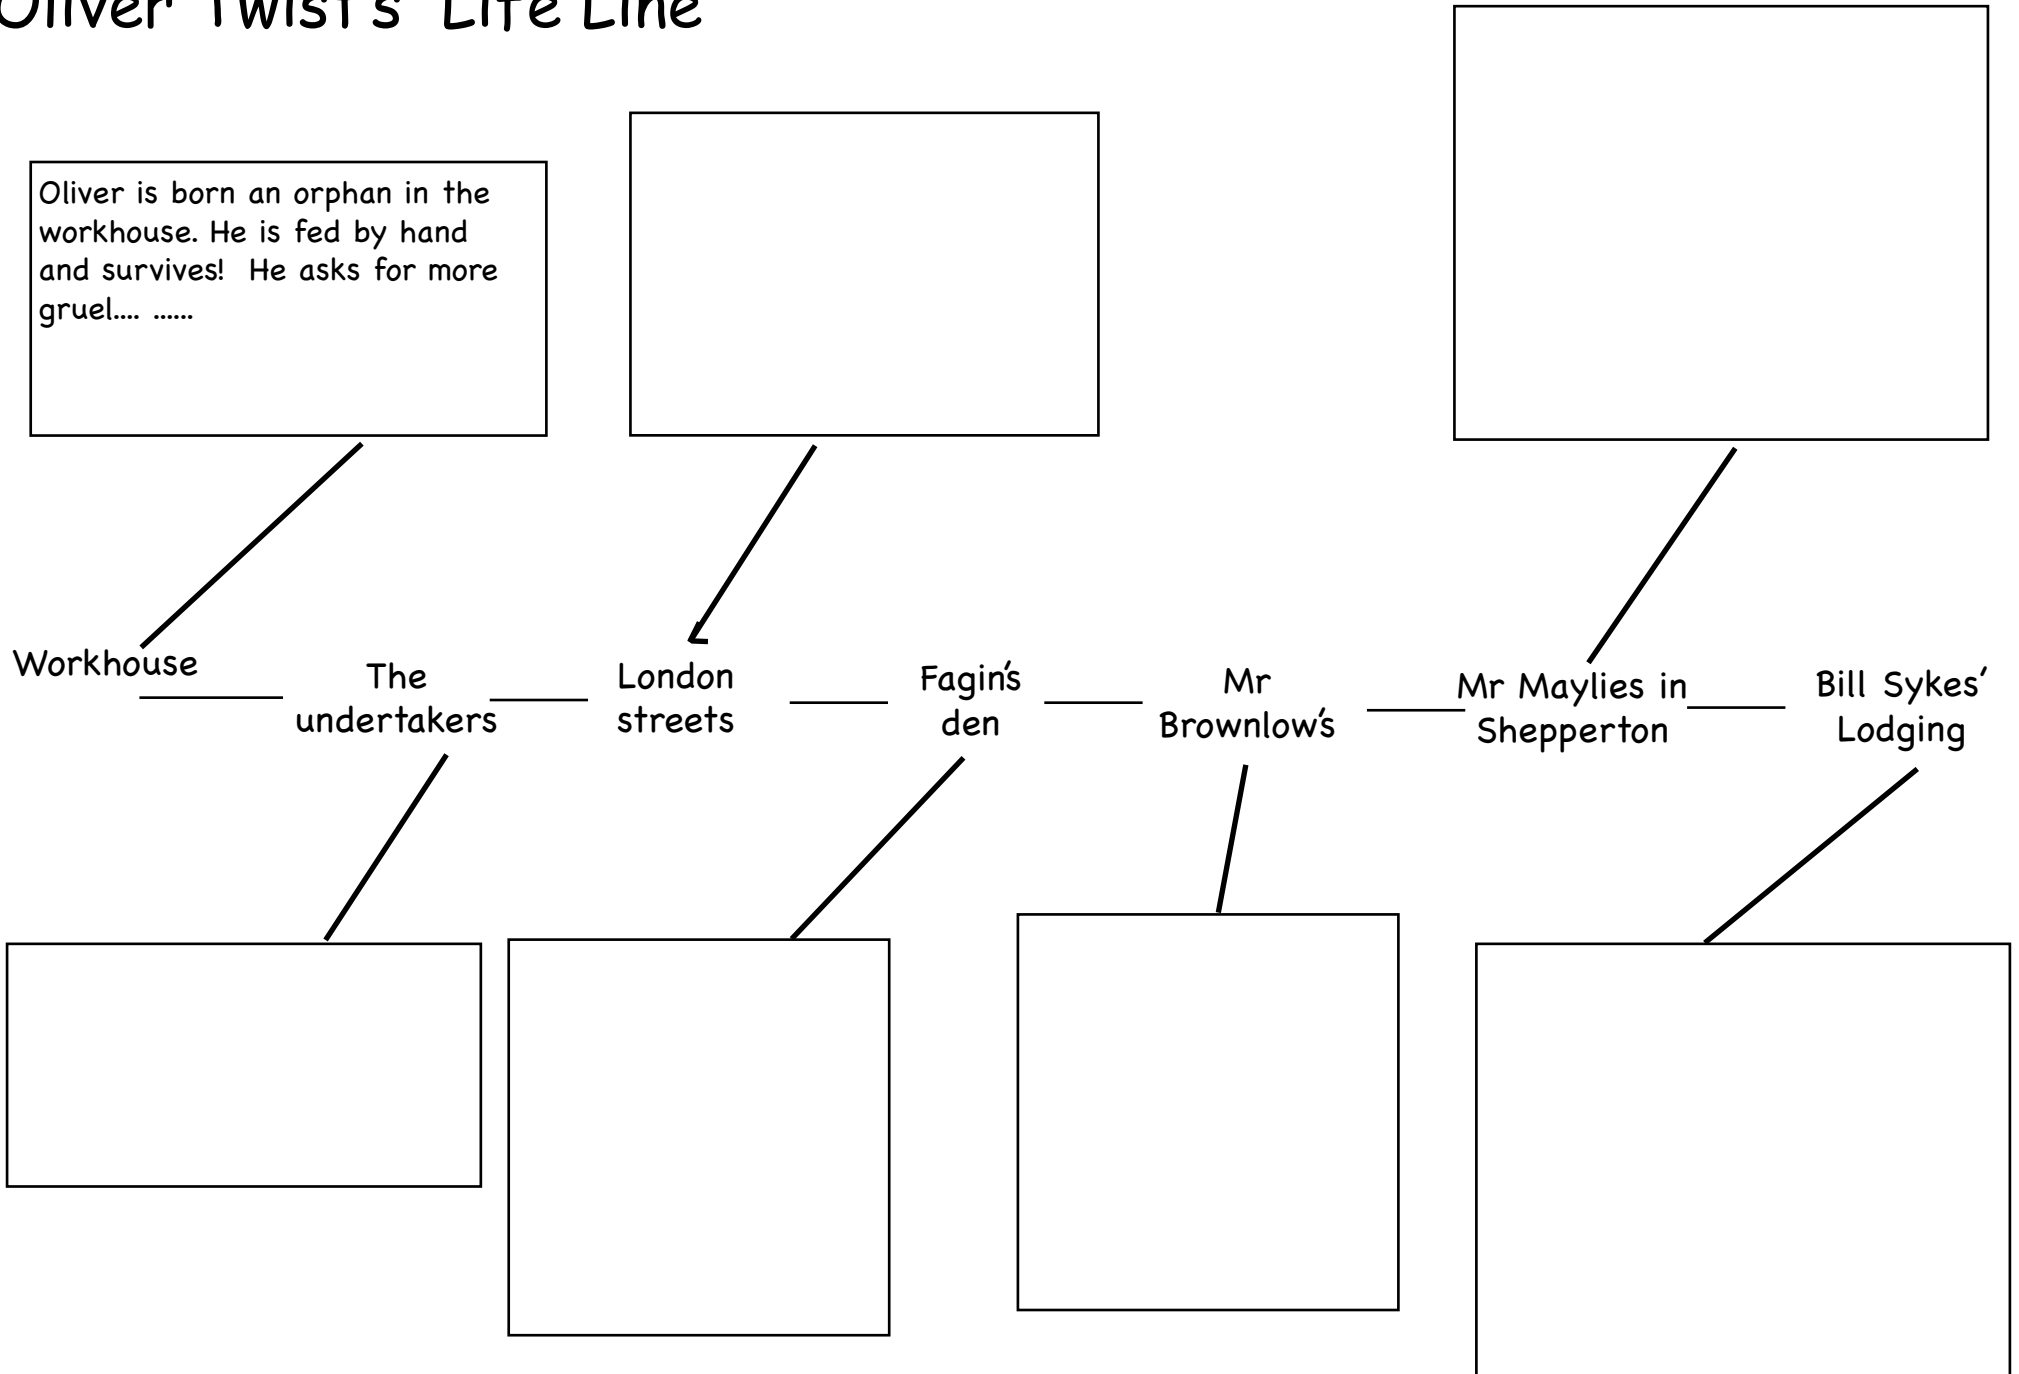 Oliver Twist's Life Line
Oliver is born an orphan in the
workhouse. He is fed by hand
and survives! He asks for more
gruel.... ......
Workhouse
The
undertakers
London
streets
Fagin's
den
Mr
Brownlow's
Mr Maylies in
Shepperton
Bill Sykes'
Lodging